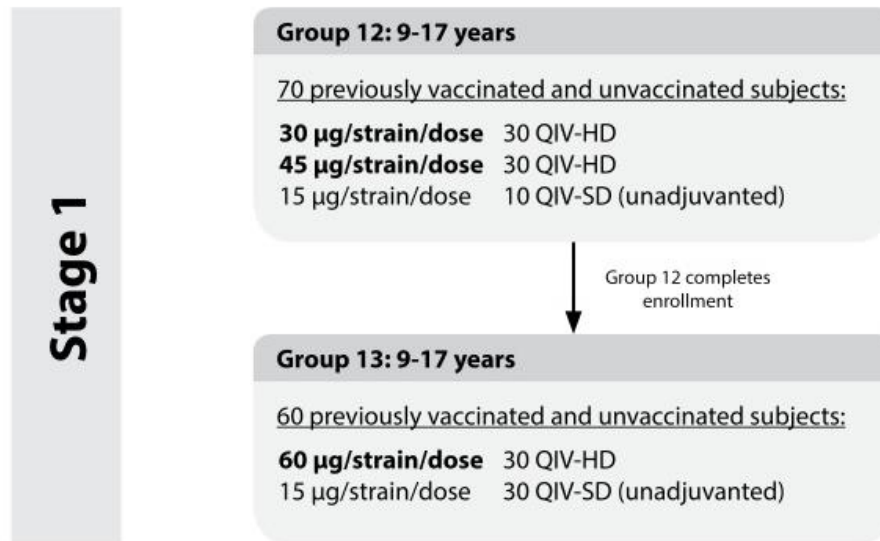 Stage 1
Group 12: 9-17 years
70 previously vaccinated and unvaccinated subjects:
30 µg/strain/dose 30 QIV-HD
45 µg/strain/dose 30 QIV-HD
15 µg/strain/dose 10 QIV-SD (unadjuvanted)
Group 12 completes
enrollment
Group 13: 9-17 years
60 previously vaccinated and unvaccinated subjects:
60 µg/strain/dose 30 QIV-HD
15 µg/strain/dose 30 QIV-SD (unadjuvanted)